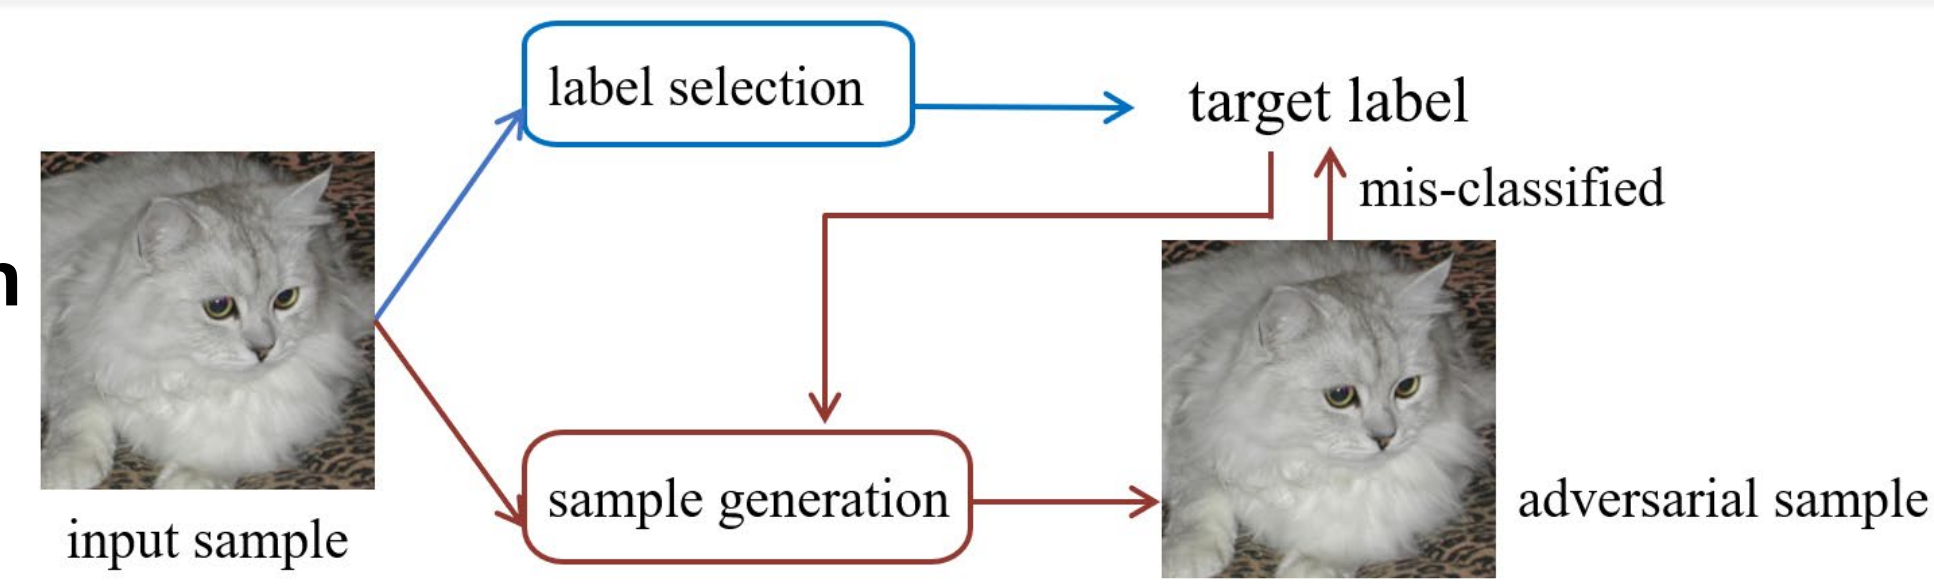 label selection
target label
mis-classified
n
sample generation
adversarial sample
input sample